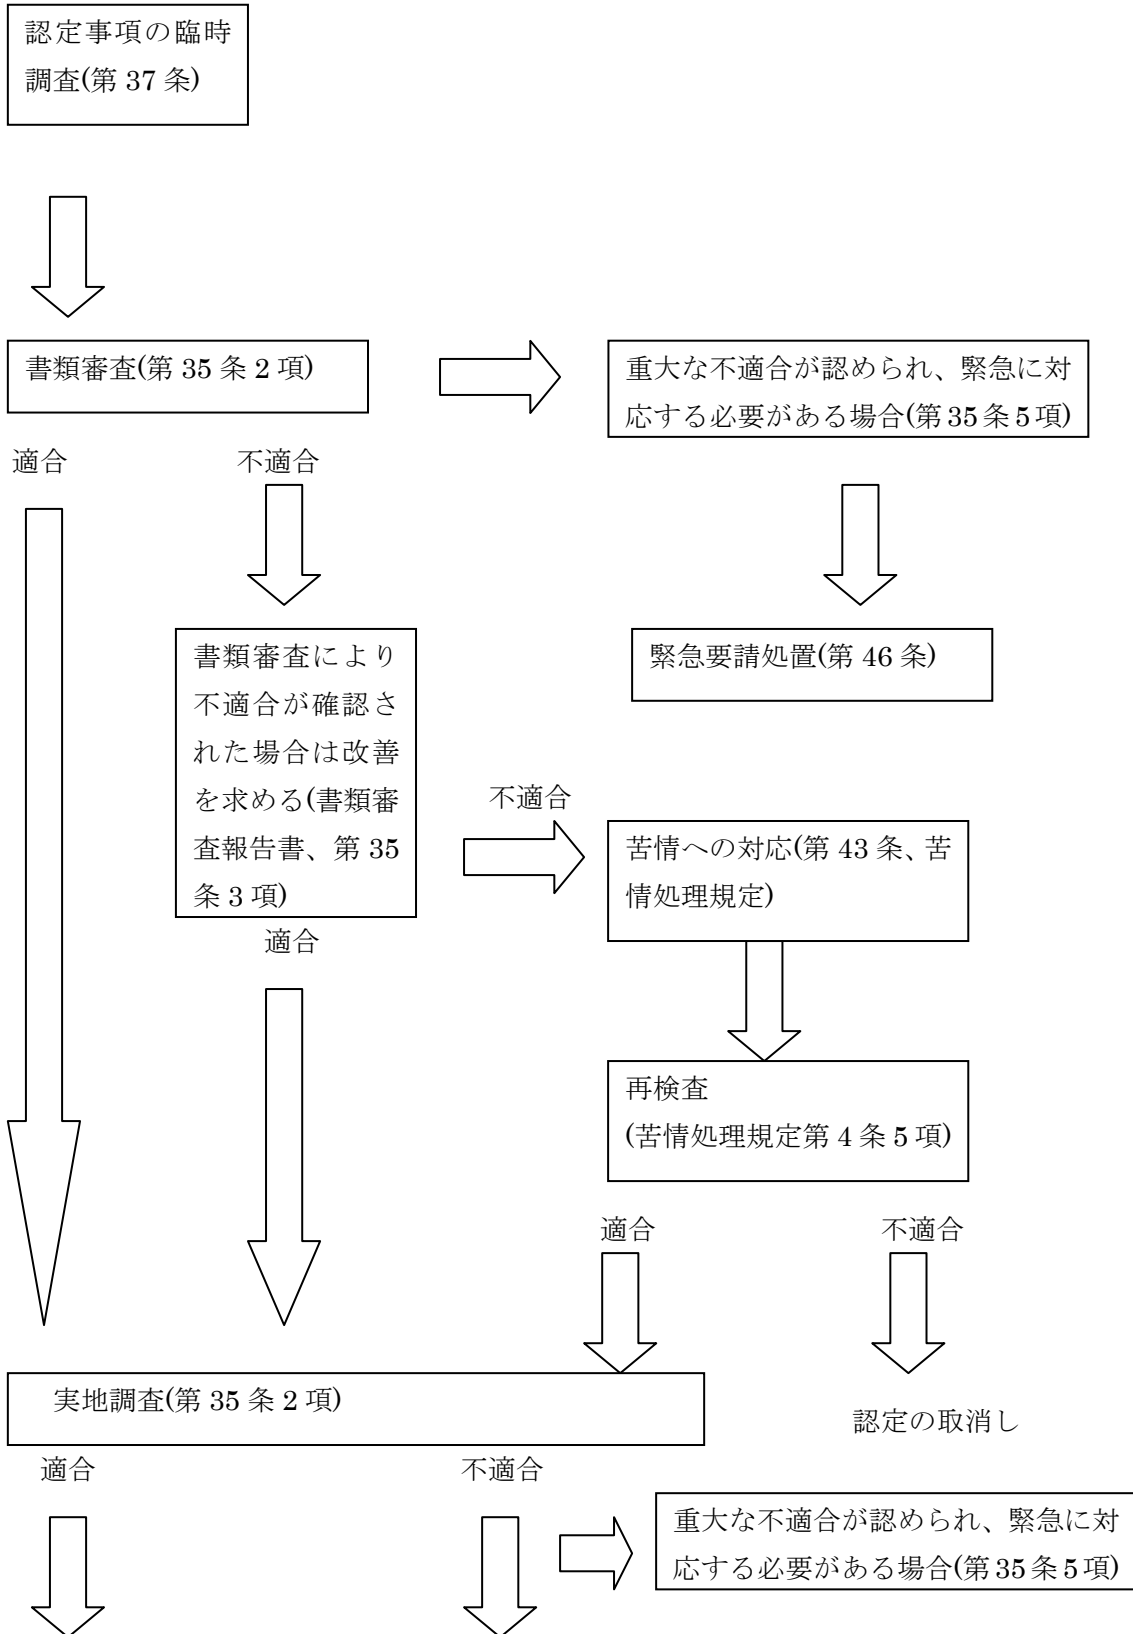 認定事項の臨時
調査(第 37 条)
書類審査(第 35 条 2 項)
重大な不適合が認められ、緊急に対
応する必要がある場合(第 35 条 5 項)
適合
不適合
書類審査により
不適合が確認さ
れた場合は改善
を求める(書類審
査報告書、第 35
条 3 項)
緊急要請処置(第 46 条)
不適合
苦情への対応(第 43 条、苦
情処理規定)
適合
再検査
(苦情処理規定第 4 条 5 項)
適合
不適合
実地調査(第 35 条 2 項)
認定の取消し
適合
不適合
重大な不適合が認められ、緊急に対
応する必要がある場合(第 35 条 5 項)